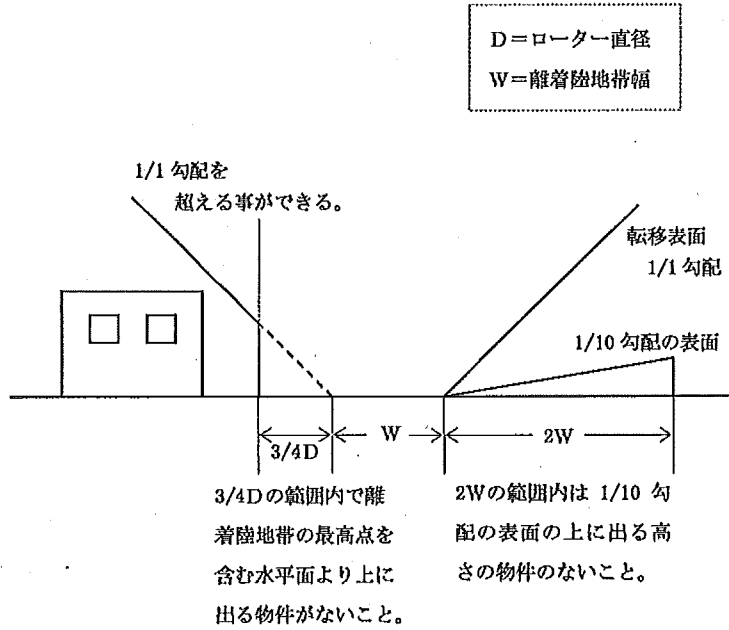 D=ローター直径
W=離着陸地帯幅
1/1 勾配を
超える事ができる。
転移表面
1/1 勾配
1/10 勾配の表面
3/4D
W
2W
3/4Dの範囲内で離
着陸地帯の最高点を
含む水平面より上に
出る物件がないこと。
2Wの範囲内は 1/10 勾
配の表面の上に出る高
さの物件のないこと。